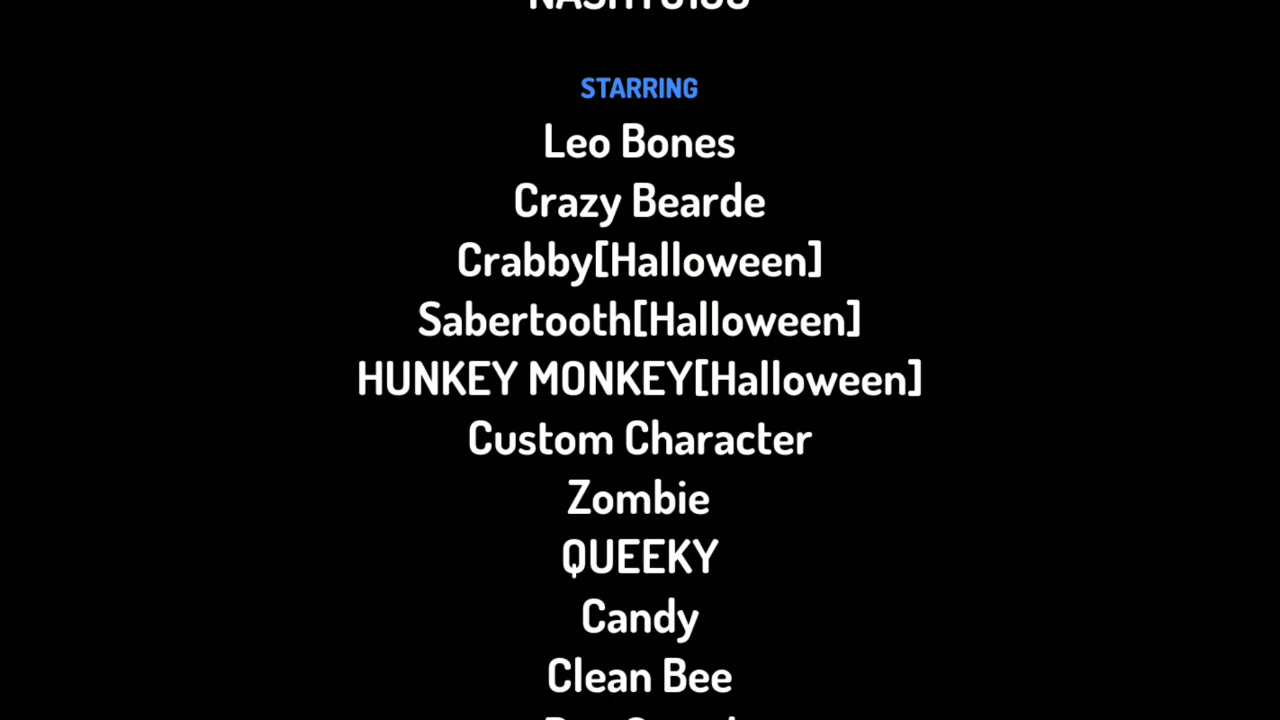 STARRING
Leo Bones
Crazy Bearde
Crabby[Halloween]
Sabertooth[Halloween]
HUNKEY MONKEY[Halloween]
Custom Character
Zombie
QUEEKY
Candy
Clean Bee